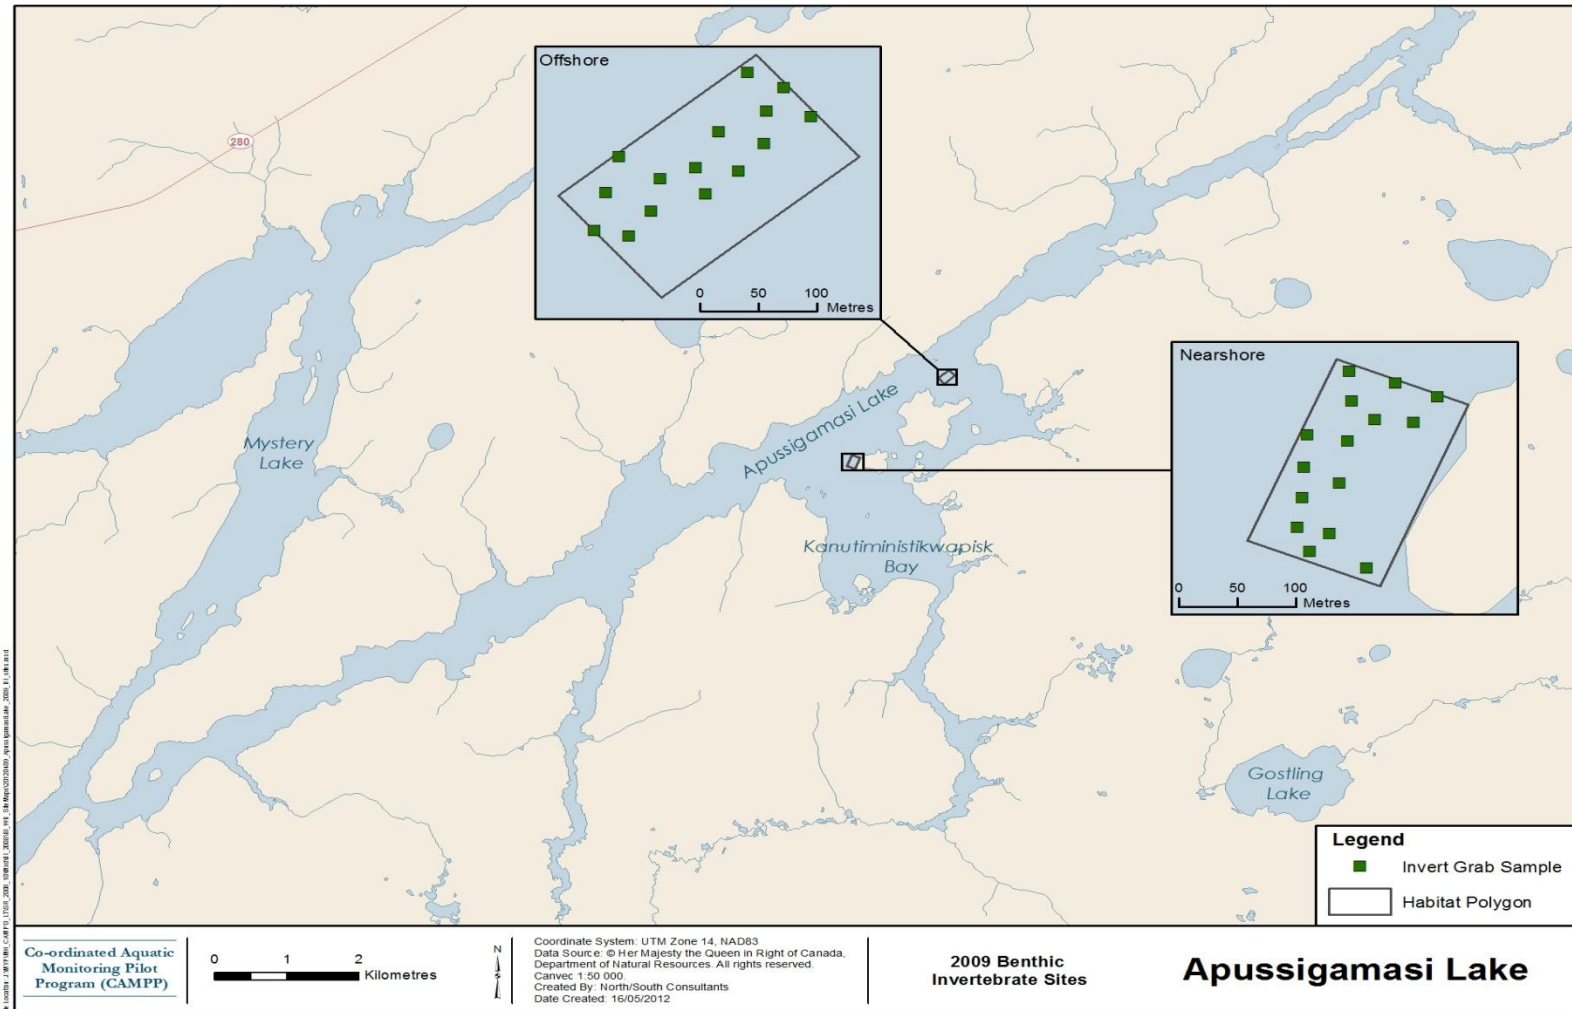 280
Offshore
0 50 100
Metres
Nearshore
0 50 100
Metres
Mystery
Lake
Apussigamasi Lake
Kanutiministikwapisk
Bay
Gostling
Lake
Legend
Invert Grab Sample
Habitat Polygon
Co-ordinated Aquatic
Monitoring Pilot
Program (CAMPP)
0 1 2
Kilometres
N
Coordinate System: UTM Zone 14, NAD83
Data Source: © Her Majesty the Queen in Right of Canada,
Department of Natural Resources. All rights reserved.
Canvec 1:50 000.
Created By: North/South Consultants
Date Created: 16/05/2012
2009 Benthic
Invertebrate Sites
Apussigamasi Lake